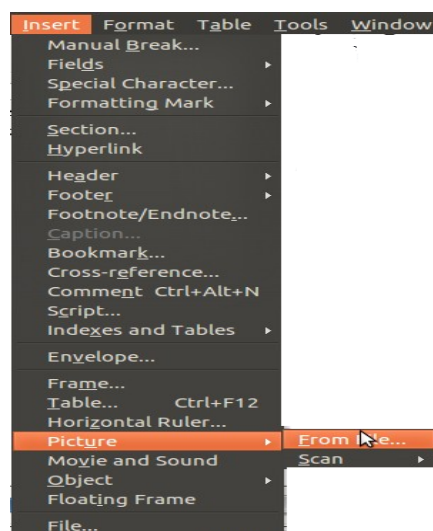 Insert Format Table Tools Window
Manual Break...
Fields
Special Character...
Formatting Mark
Section...
Hyperlink
Header
Footer
Footnote/Endnote...
Caption...
Bookmark...
Cross-reference...
Comment Ctrl+Alt+N
Script...
Indexes and Tables
Envelope...
Frame...
Table... Ctrl+F12
Horizontal Ruler...
Picture
From File...
Movie and Sound
Scan
Object
Floating Frame
File...